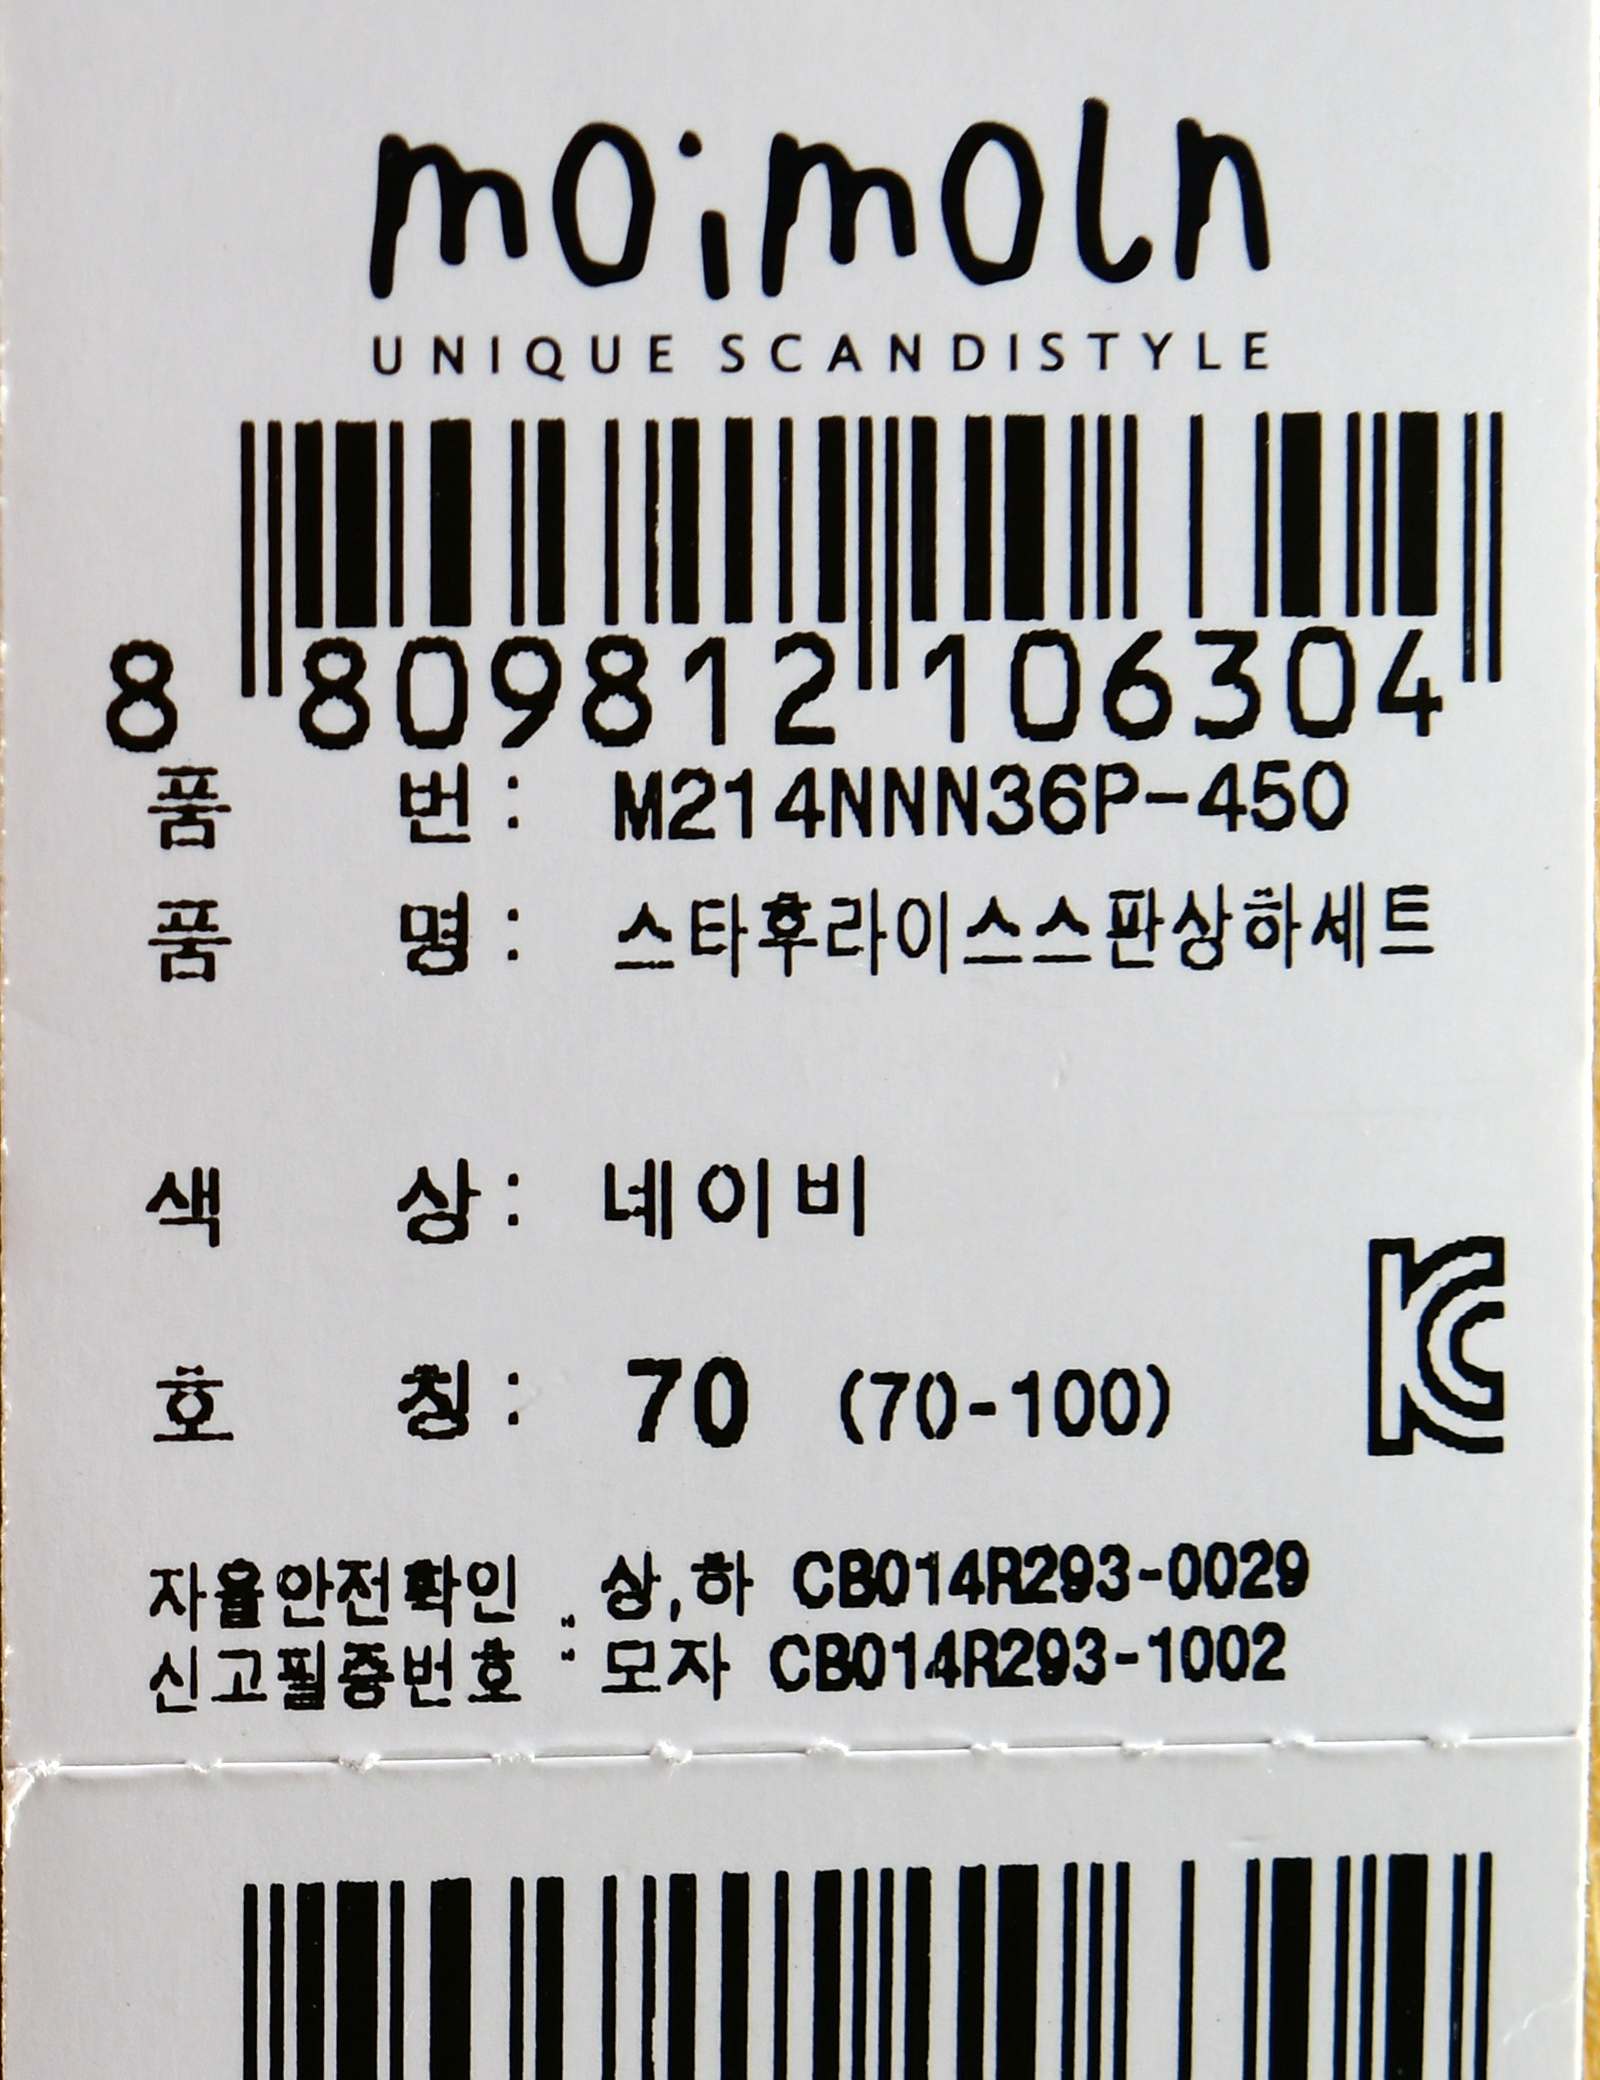 moimoln
UNIQUE SCANDISTYLE
8 809812 106304
품 번 : M214NNN36P-450
품 명 : 스타후라이스스판상하세트
색 상 : 네이비
호 칭 : 70 (70-100)
KC
자율안전확인 : 상,하 CB014R293-0029
신고필증번호 : 모자 CB014R293-1002